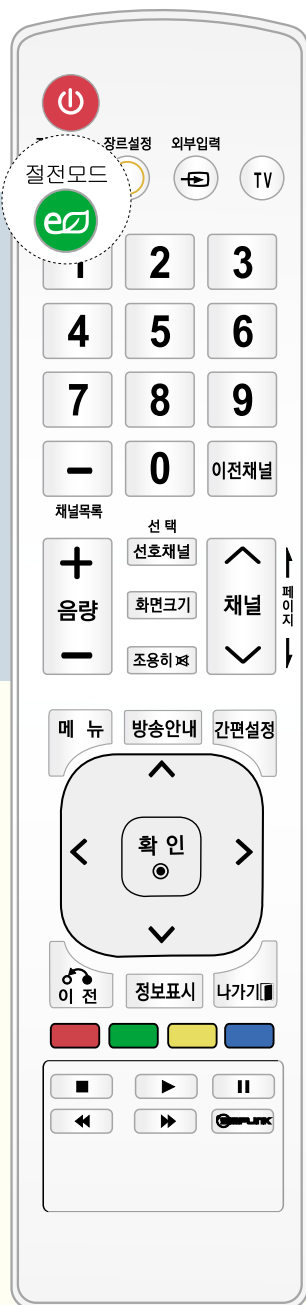 장르설정 외부입력
절전모드
TV
1 2 3
4 5 6
7 8 9
- 0 이전채널
채널목록
선택
선호채널
+
음량
-
화면크기
조용히
채널
페이지
메뉴 방송안내 간편설정
확인
이전 정보표시 나가기